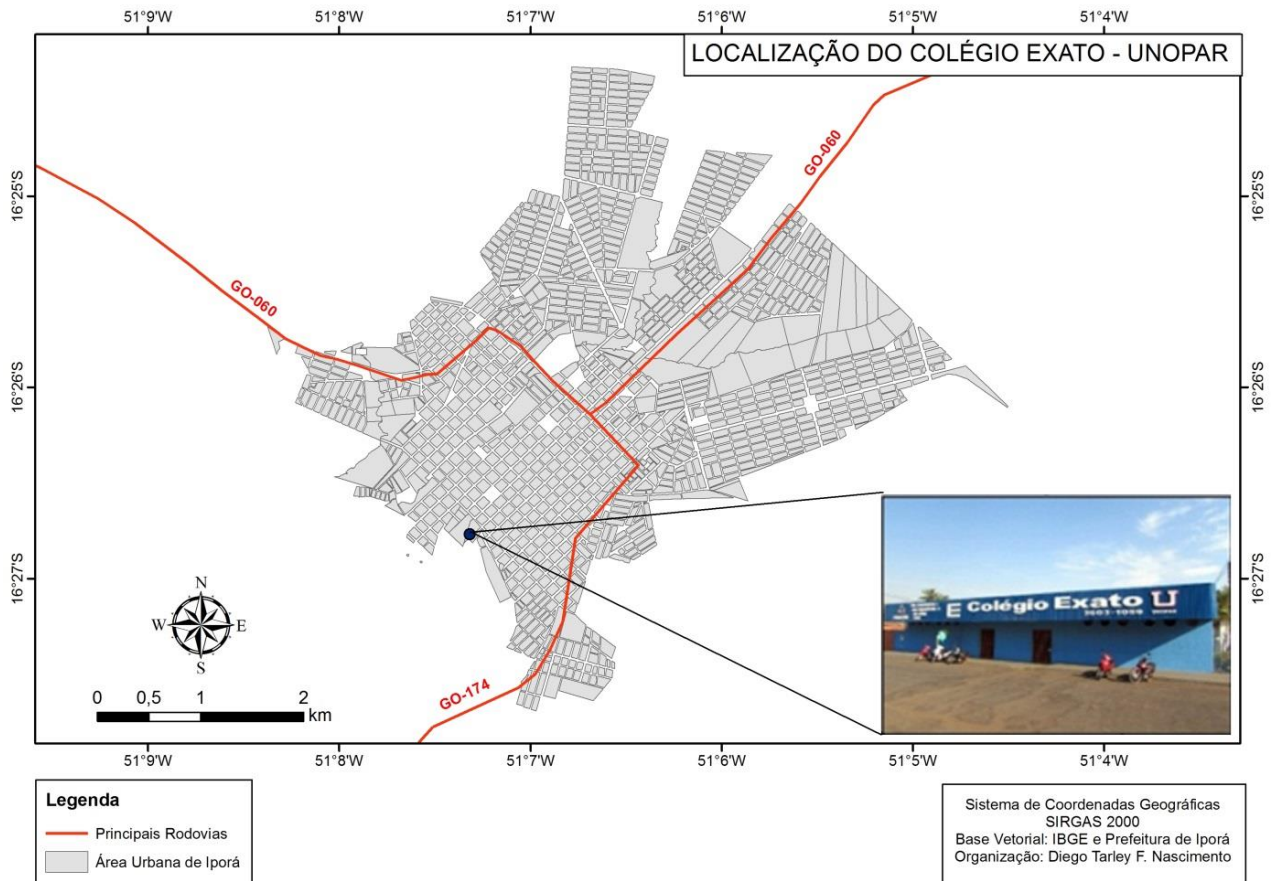 51°9'W 51°8'W 51°7'W 51°6'W 51°5'W 51°4'W
LOCALIZAÇÃO DO COLÉGIO EXATO - UNOPAR
GO-060
16°25'S 16°25'S
GO-060
16°26'S 16°26'S
16°27'S 16°27'S
E Colégio Exato U
N
W E
S
0 0,5 1 2
km
GO-174
51°9'W 51°8'W 51°7'W 51°6'W 51°5'W 51°4'W
Legenda
Principais Rodovias
Área Urbana de Iporá
Sistema de Coordenadas Geográficas
SIRGAS 2000
Base Vetorial: IBGE e Prefeitura de Iporá
Organização: Diego Tarley F. Nascimento